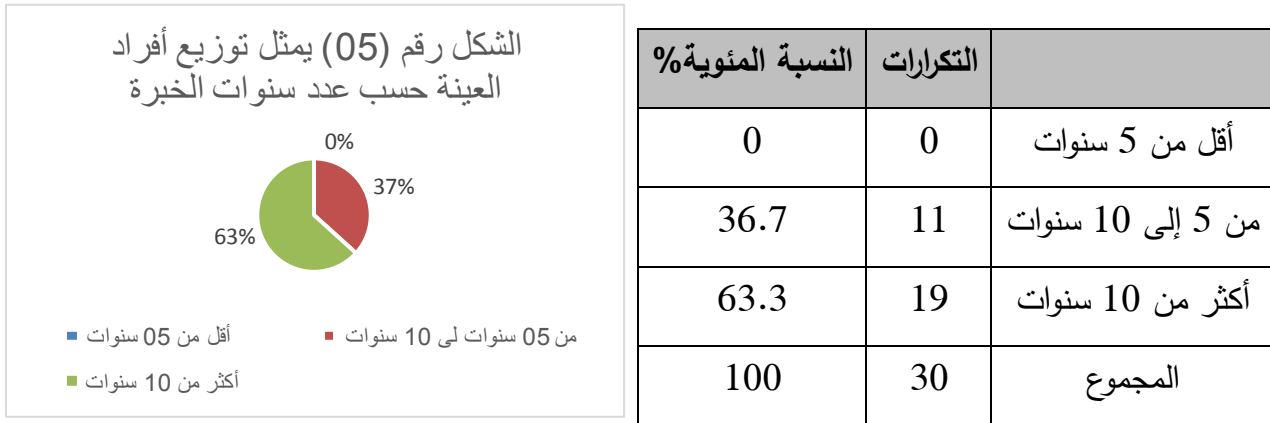 الشكل رقم (05) يمثل توزيع أفراد
العينة حسب عدد سنوات الخبرة
0%
37%
63%
من 05 سنوات لى 10 سنوات
أقل من 05 سنوات
أكثر من 10 سنوات
التكرارات النسبة المئوية%
أقل من 5 سنوات 0 0
من 5 إلى 10 سنوات 11 36.7
أكثر من 10 سنوات 19 63.3
المجموع 30 100